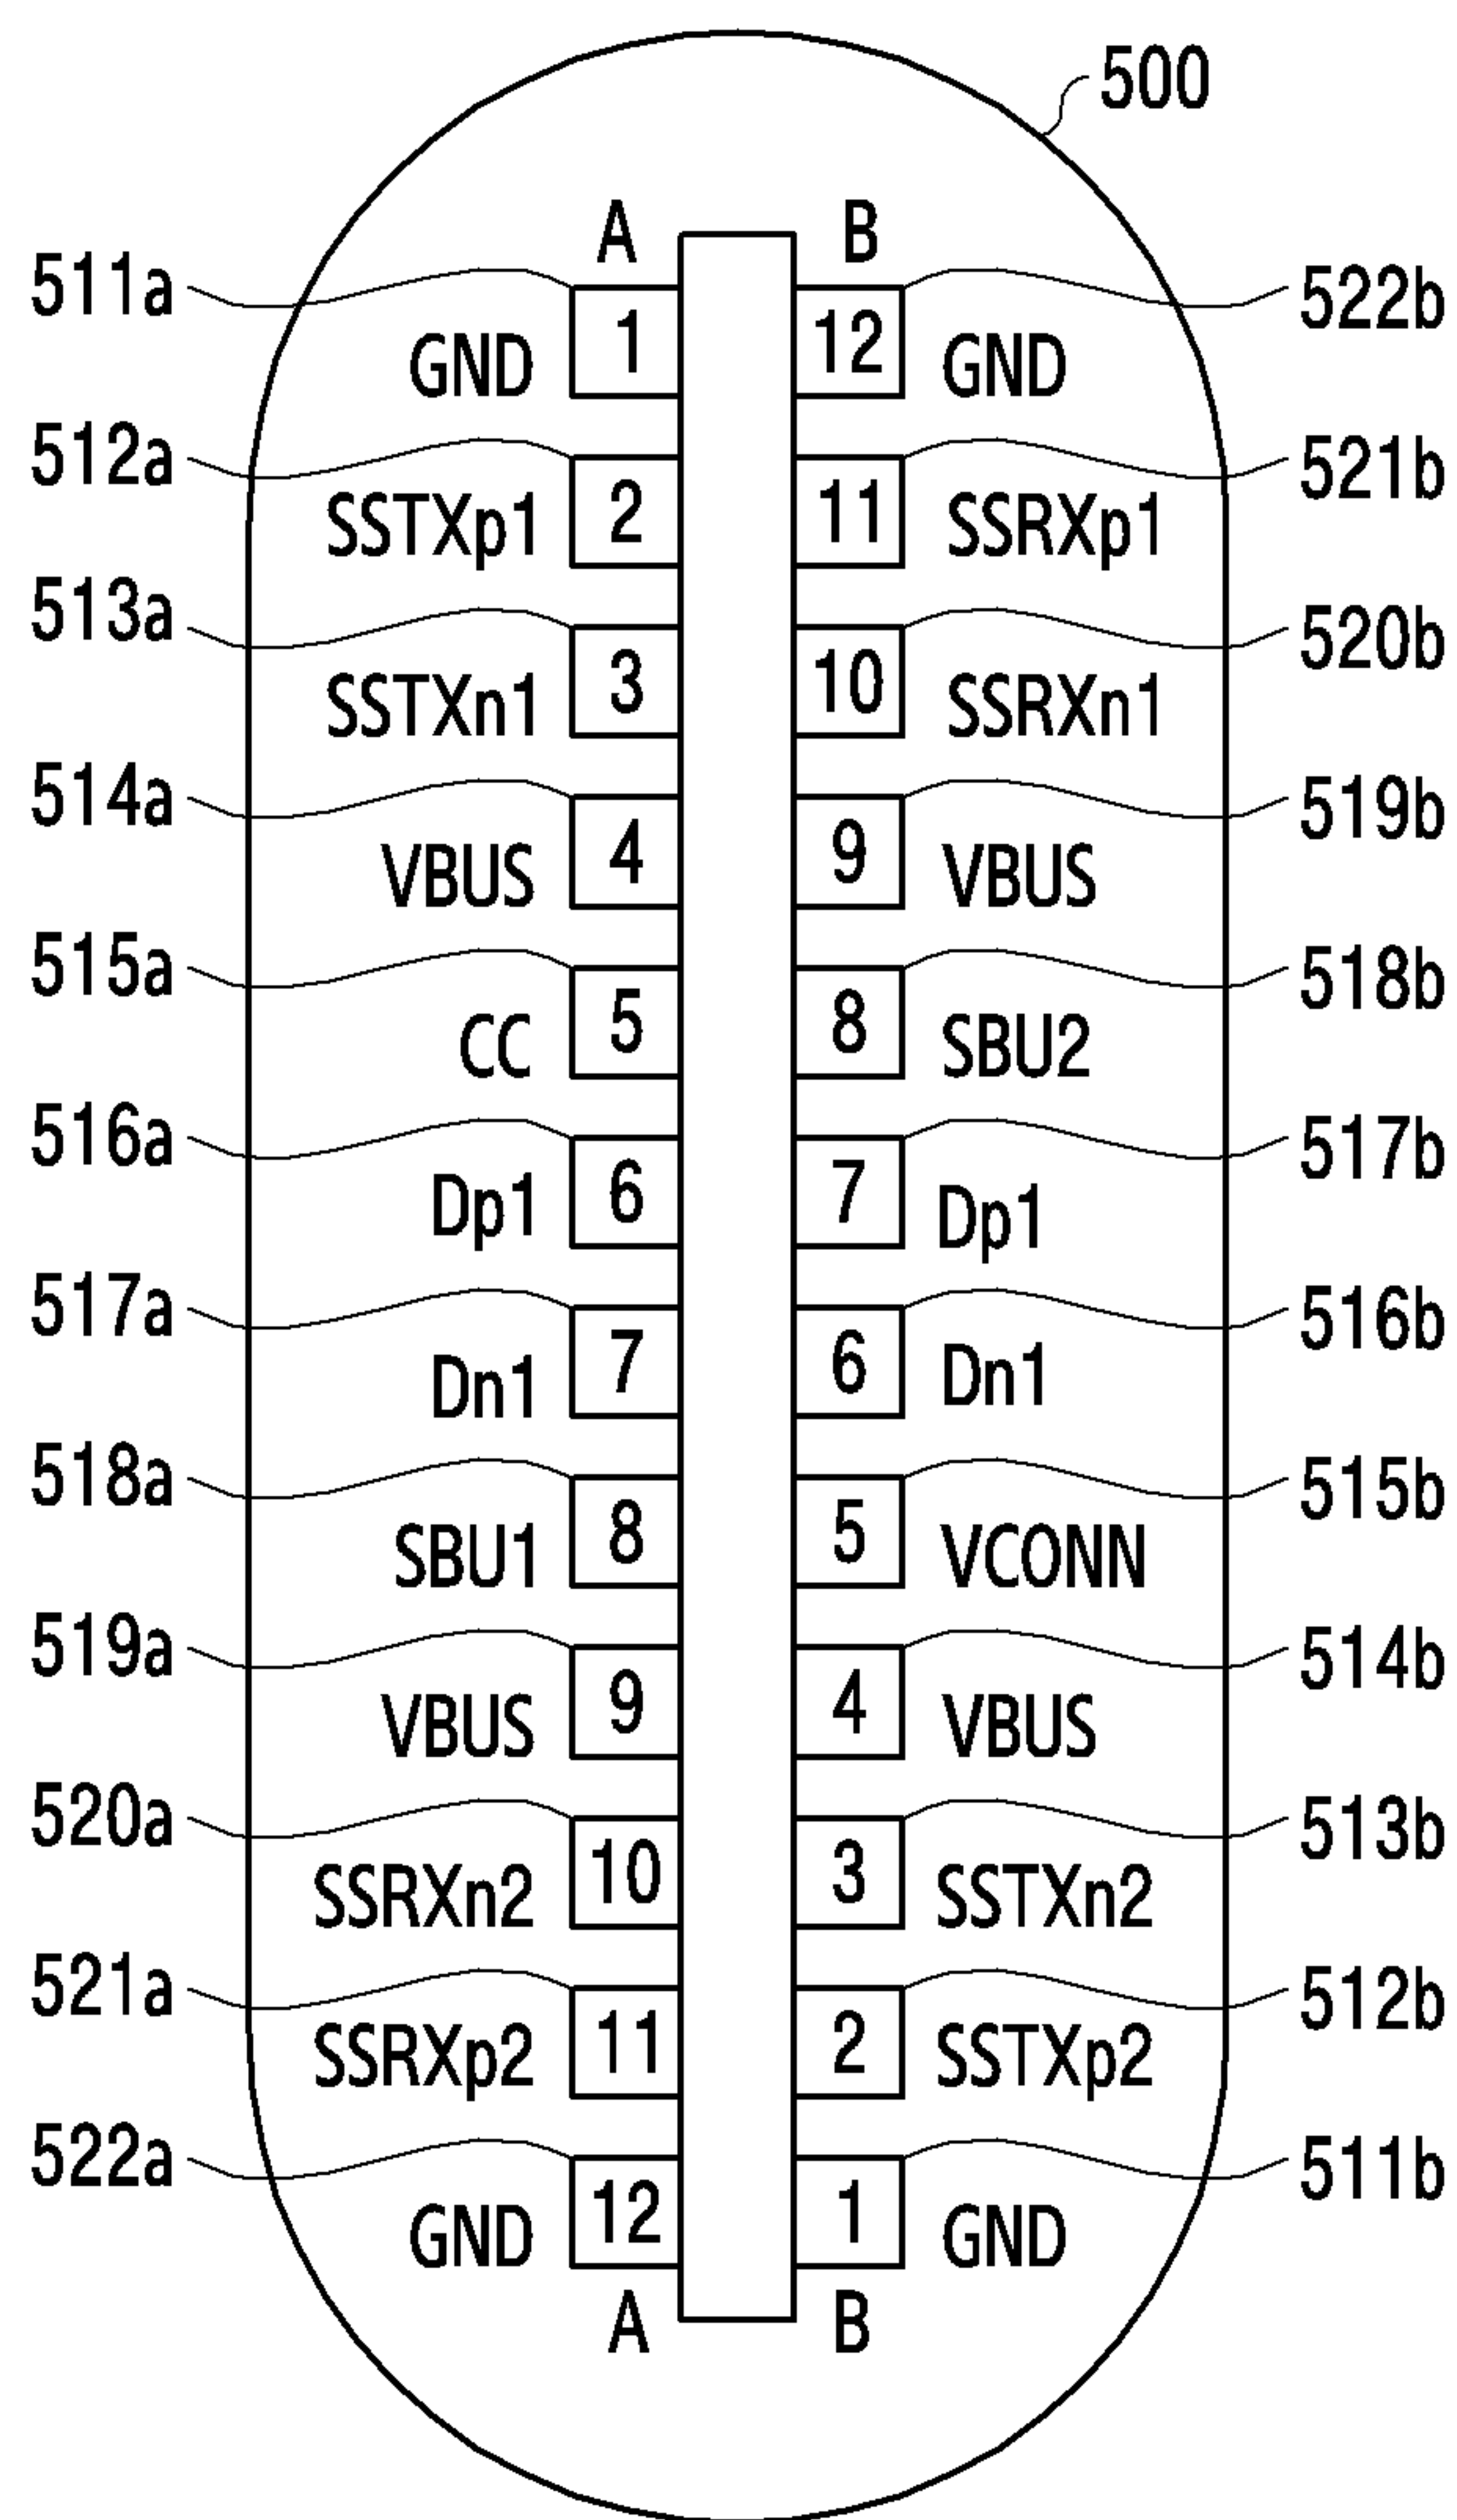 500
A B
511a 1 12 522b
GND GND
512a 2 11 521b
SSTXp1 SSRXp1
513a 3 10 520b
SSTXn1 SSRXn1
514a 4 9 519b
VBUS VBUS
515a 5 8 518b
CC SBU2
516a 6 7 517b
Dp1 Dp1
517a 7 6 516b
Dn1 Dn1
518a 8 5 515b
SBU1 VCONN
519a 9 4 514b
VBUS VBUS
520a 10 3 513b
SSRXn2 SSTXn2
521a 11 2 512b
SSRXp2 SSTXp2
522a 12 1 511b
GND GND
A B